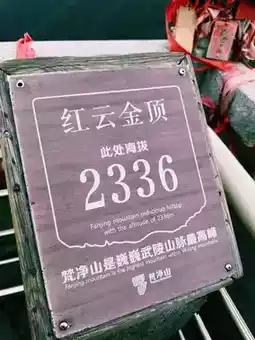 红云金顶
此处海拔
2336
Fanjing mountain red cloud hilltop
with the altitude of 2336m
梵净山是巍巍武陵山脉最高峰
Fanjing mountain is the highest mountain within Wuling mountains
梵净山